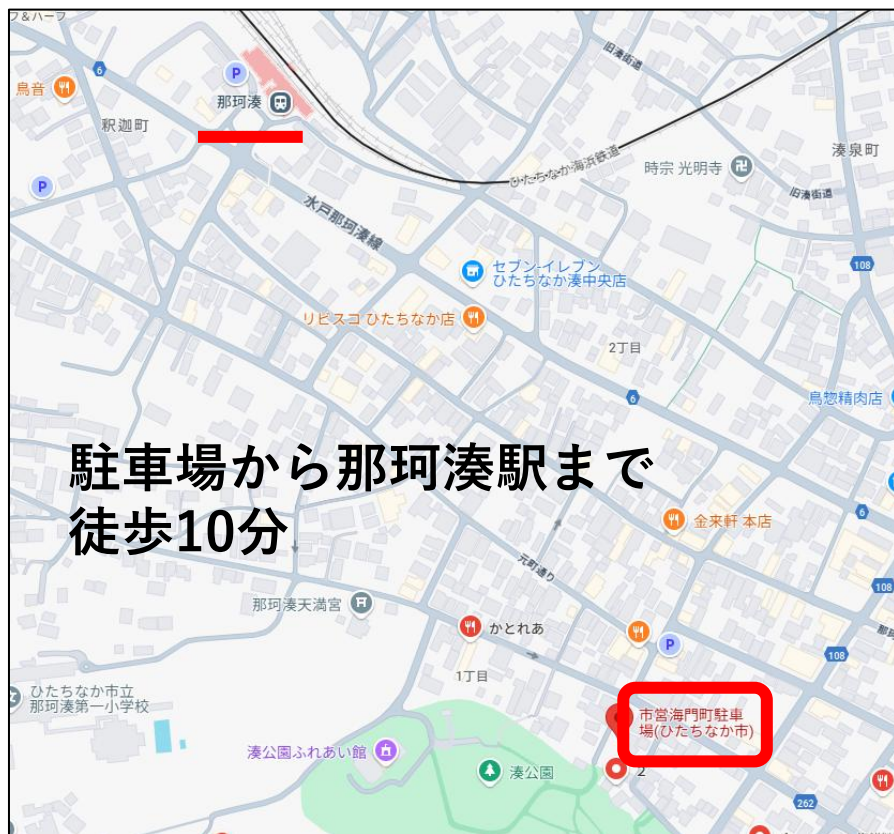 フ&ハーフ
旧湊街道
6
P
鳥音
那珂湊
釈迦町
ひたちなか海浜鉄道
時宗 光明寺
湊泉町
P
旧湊街道
水戸那珂湊線
セブン-イレブン
ひたちなか湊中央店
108
リビスコ ひたちなか店
2丁目
6
鳥惣精肉店
駐車場から那珂湊駅まで
徒歩10分
金来軒 本店
6
元町通り
108
那珂湊天満宮
かとれあ
P
108
1丁目
ひたちなか市立
那珂湊第一小学校
市営海門町駐車
場(ひたちなか市)
湊公園ふれあい館
湊公園
2
262